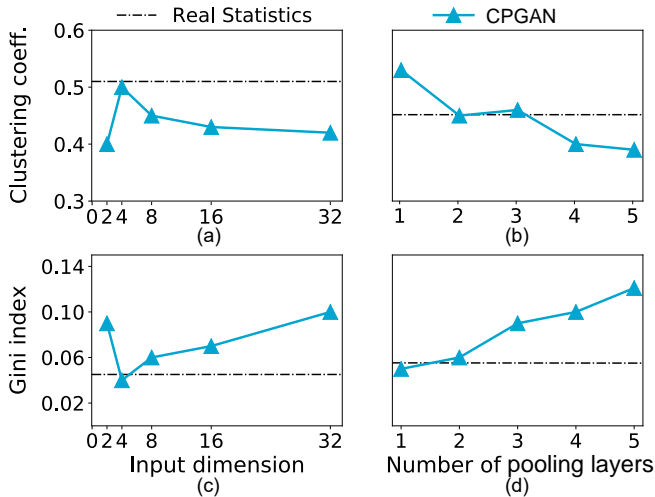 Real Statistics
CPGAN
Clustering coeff.
0.6
0.5
0.4
0.3
0 2 4 8 16 32
(a)
1 2 3 4 5
(b)
Gini index
0.14
0.10
0.06
0.02
0 2 4 8 16 32
Input dimension
(c)
1 2 3 4 5
Number of pooling layers
(d)